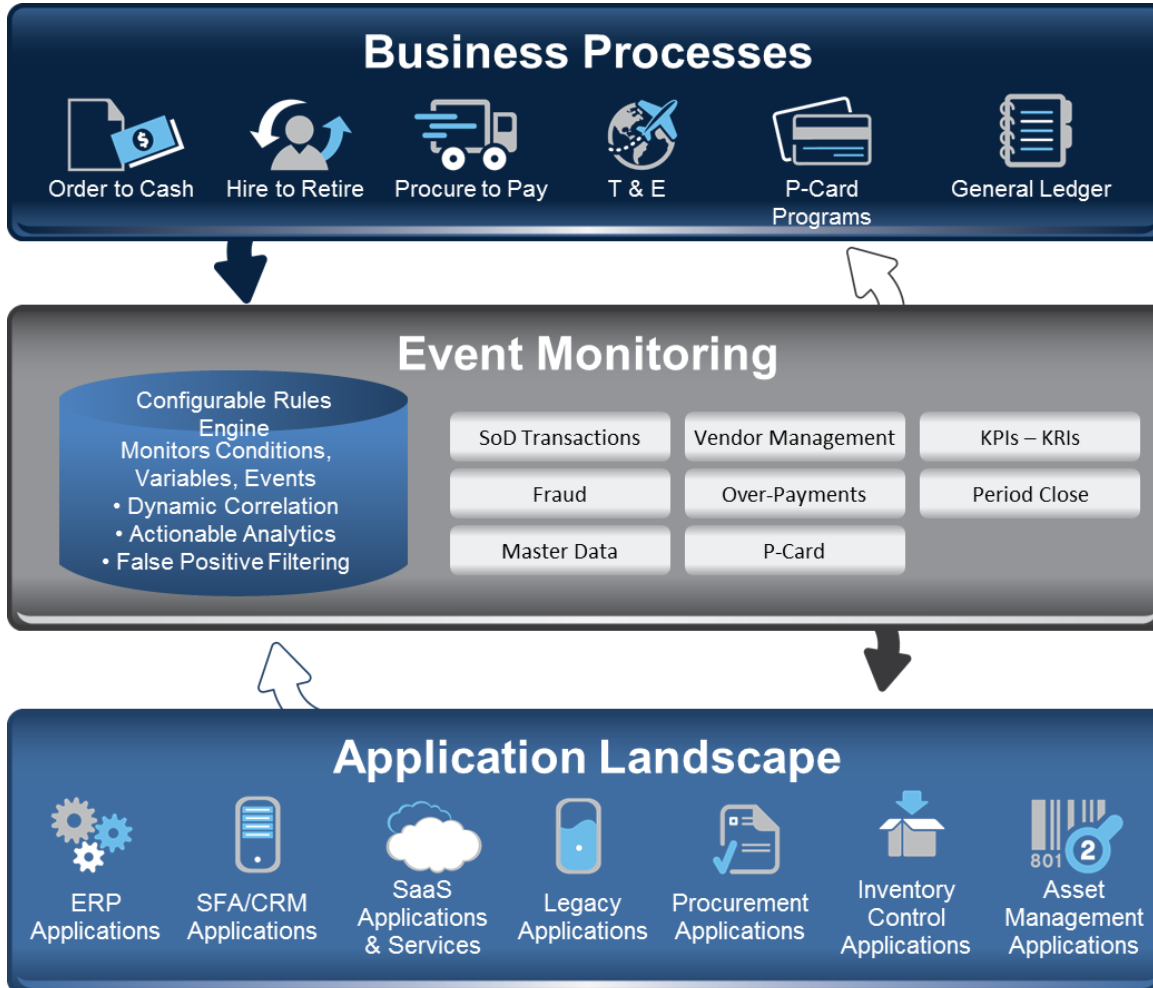 Business Processes
Order to Cash
Hire to Retire
Procure to Pay
T & E
P-Card
Programs
General Ledger
Event Monitoring
Configurable Rules
Engine
Monitors Conditions,
Variables, Events
• Dynamic Correlation
• Actionable Analytics
• False Positive Filtering
SoD Transactions
Vendor Management
KPIs – KRIs
Fraud
Over-Payments
Period Close
Master Data
P-Card
Application Landscape
ERP
Applications
SFA/CRM
Applications
SaaS
Applications
& Services
Legacy
Applications
Procurement
Applications
Inventory
Control
Applications
801
2
Asset
Management
Applications